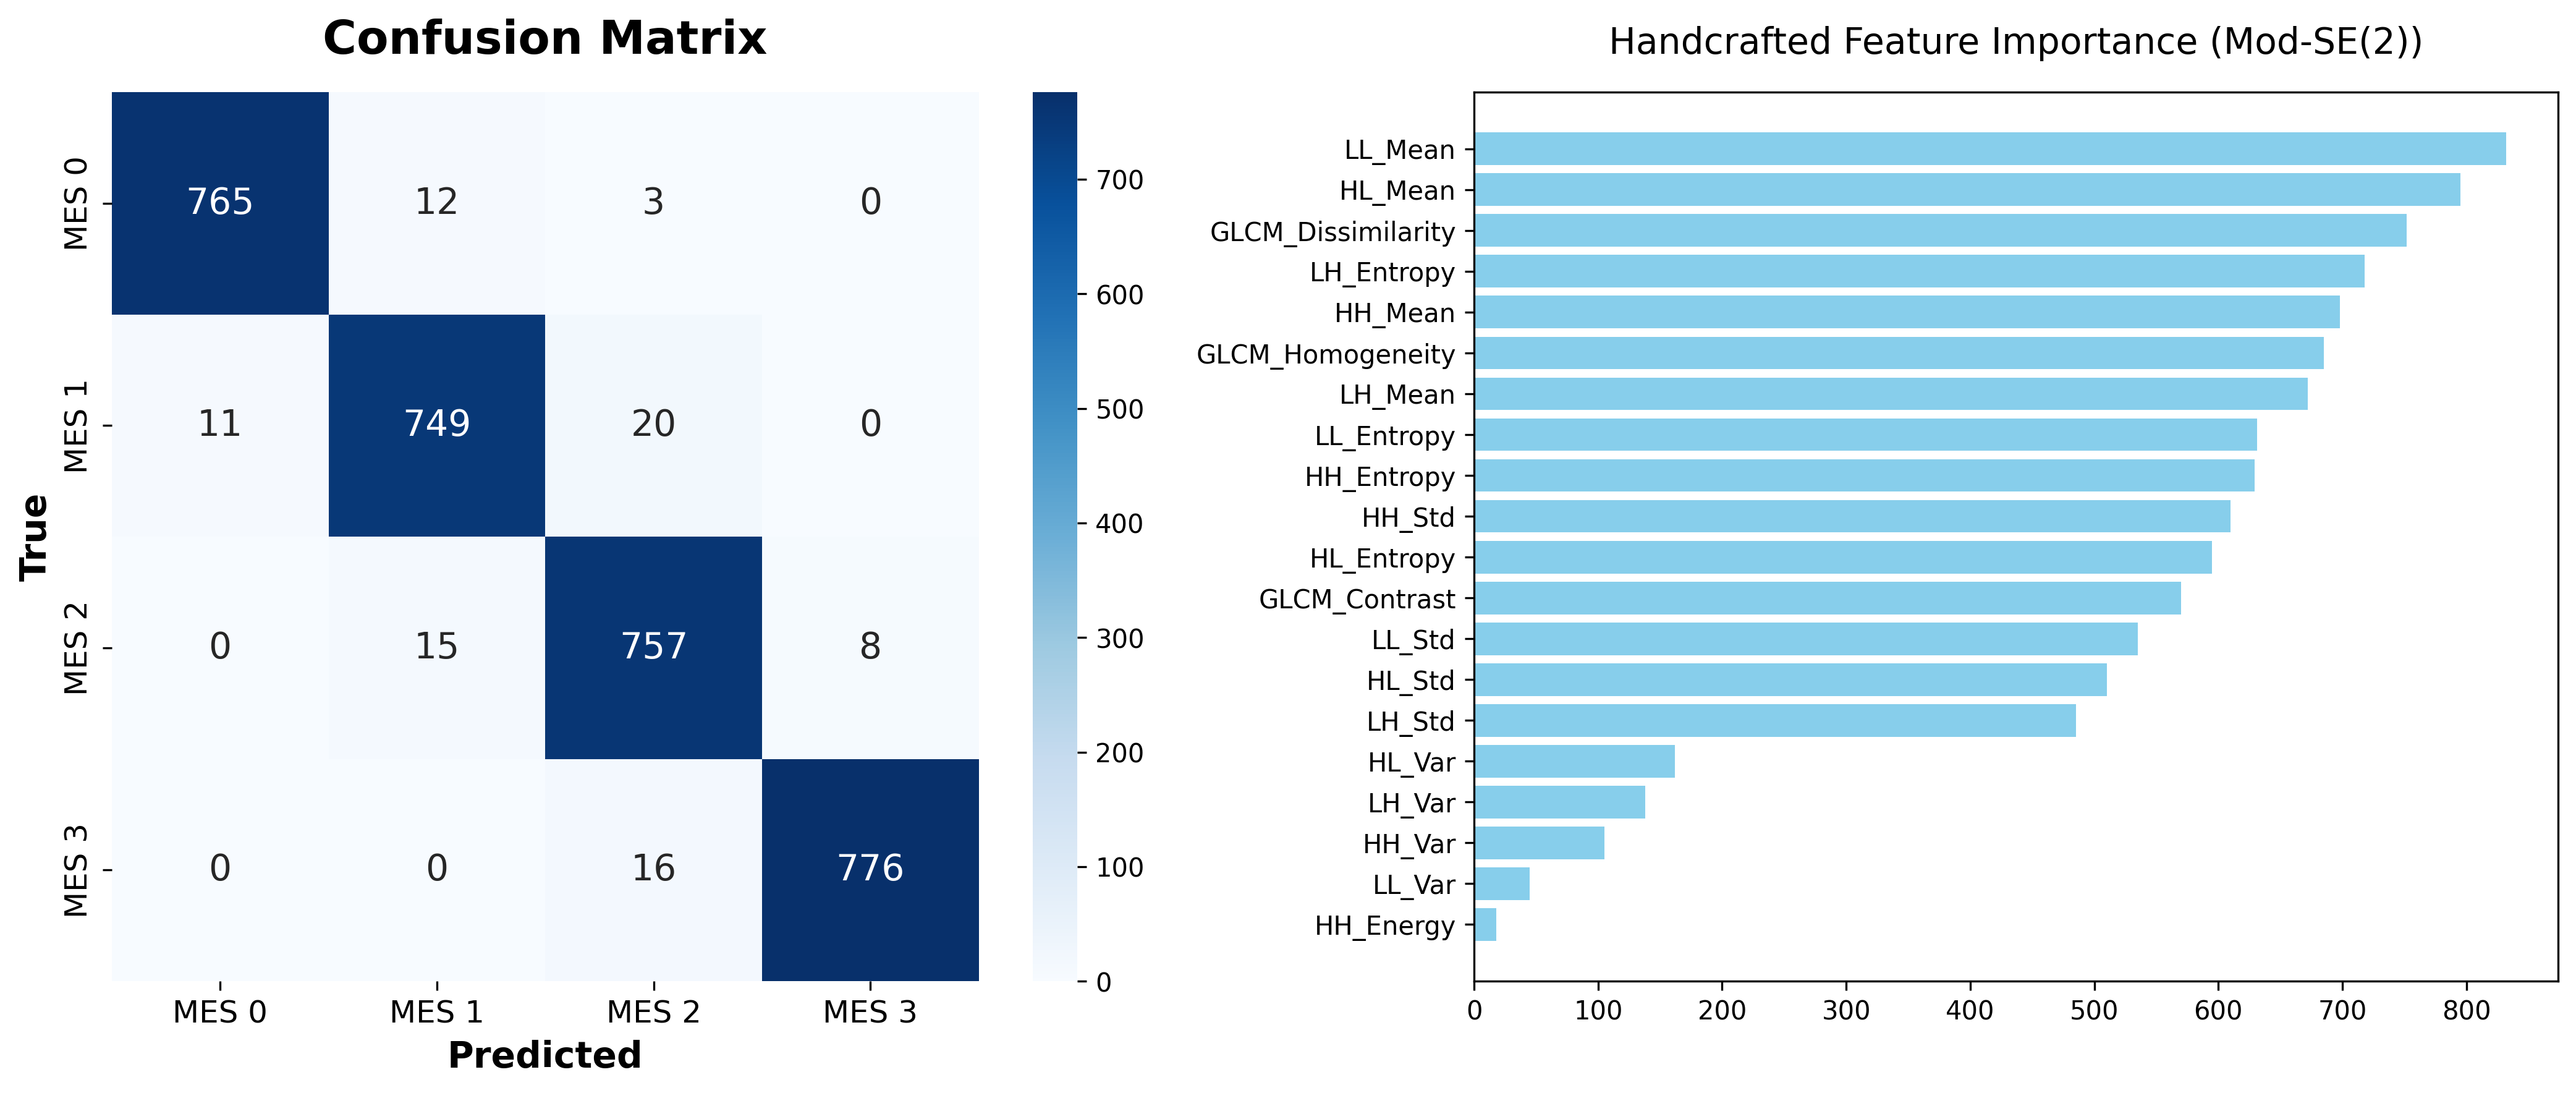 Confusion Matrix
True
MES 0
MES 1
MES 2
MES 3
765 12 3 0
11 749 20 0
0 15 757 8
0 0 16 776
MES 0 MES 1 MES 2 MES 3
Predicted
700
600
500
400
300
200
100
0
Handcrafted Feature Importance (Mod-SE(2))
LL_Mean
HL_Mean
GLCM_Dissimilarity
LH_Entropy
HH_Mean
GLCM_Homogeneity
LH_Mean
LL_Entropy
HH_Entropy
HH_Std
HL_Entropy
GLCM_Contrast
LL_Std
HL_Std
LH_Std
HL_Var
LH_Var
HH_Var
LL_Var
HH_Energy
0 100 200 300 400 500 600 700 800